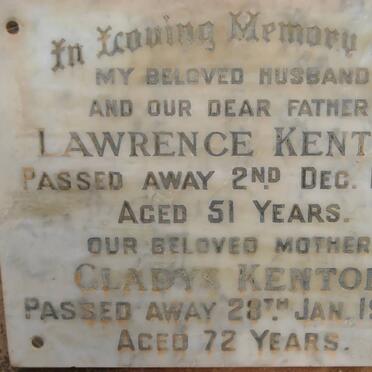 In Loving Memory
MY BELOVED HUSBAND
AND OUR DEAR FATHER
LAWRENCE KENT
PASSED AWAY 2ND DEC.
AGED 51 YEARS.
OUR BELOVED MOTHER
GLADYS KENTO
PASSED AWAY 28TH JAN. 19
AGED 72 YEARS.